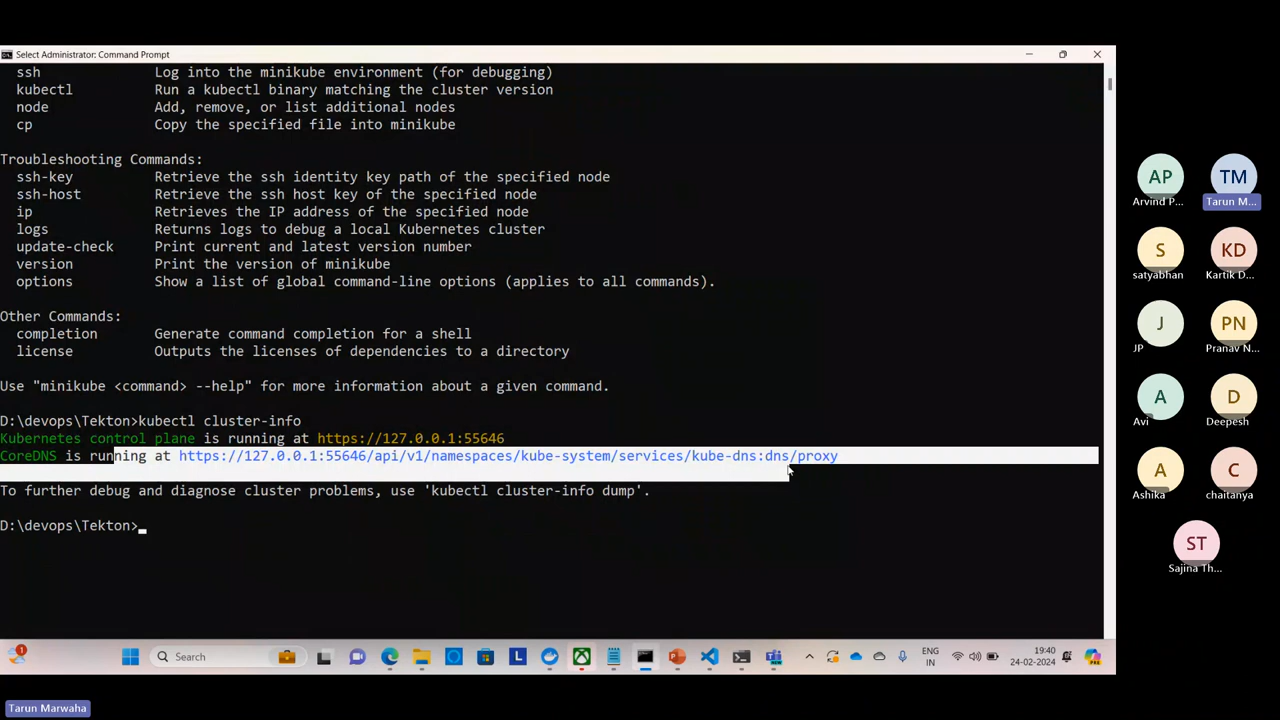 Select Administrator: Command Prompt
ssh Log into the minikube environment (for debugging)
kubectl Run a kubectl binary matching the cluster version
node Add, remove, or list additional nodes
cp Copy the specified file into minikube
Troubleshooting Commands:
ssh-key Retrieve the ssh identity key path of the specified node
ssh-host Retrieve the ssh host key of the specified node
ip Retrieves the IP address of the specified node
logs Returns logs to debug a local Kubernetes cluster
update-check Print current and latest version number
version Print the version of minikube
options Show a list of global command-line options (applies to all commands).
Other Commands:
completion Generate command completion for a shell
license Outputs the licenses of dependencies to a directory
Use "minikube <command> --help" for more information about a given command.
D:\devops\Tekton>kubectl cluster-info
Kubernetes control plane is running at https://127.0.0.1:55646
CoreDNS is running at https://127.0.0.1:55646/api/v1/namespaces/kube-system/services/kube-dns:dns/proxy
To further debug and diagnose cluster problems, use 'kubectl cluster-info dump'.
D:\devops\Tekton>
AP TM
Arvind P... Tarun M...
S KD
satyabhan Kartik D...
J PN
JP Pranav N...
A D
Avi Deepesh
A C
Ashika chaitanya
ST
Sajina Th...
1
Search
L
ENG
IN
19:40
24-02-2024
PRE
Tarun Marwaha